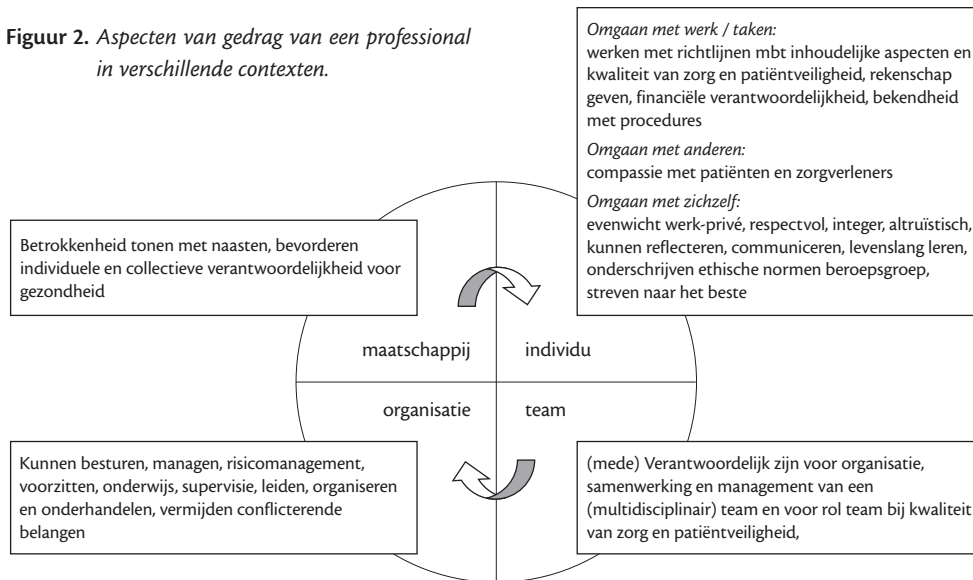 Figuur 2. Aspecten van gedrag van een professional
in verschillende contexten.
Omgaan met werk / taken:
werken met richtlijnen mbt inhoudelijke aspecten en
kwaliteit van zorg en patiëntveiligheid, rekenschap
geven, financiële verantwoordelijkheid, bekendheid
met procedures
Omgaan met anderen:
compassie met patiënten en zorgverleners
Omgaan met zichzelf:
evenwicht werk-privé, respectvol, integer, altruïstisch,
kunnen reflecteren, communiceren, levenslang leren,
onderschrijven ethische normen beroepsgroep,
streven naar het beste
Betrokkenheid tonen met naasten, bevorderen
individuele en collectieve verantwoordelijkheid voor
gezondheid
maatschappij
individu
organisatie
team
Kunnen besturen, managen, risicomanagement,
voorzitten, onderwijs, supervisie, leiden, organiseren
en onderhandelen, vermijden conflicterende
belangen
(mede) Verantwoordelijk zijn voor organisatie,
samenwerking en management van een
(multidisciplinair) team en voor rol team bij kwaliteit
van zorg en patiëntveiligheid,